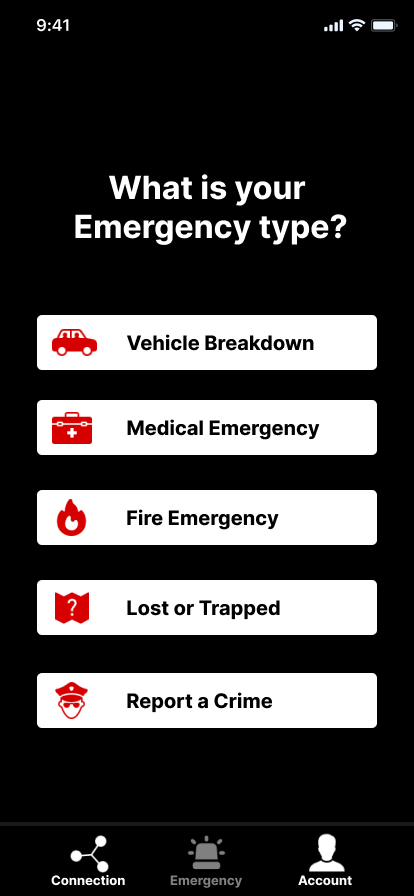 9:41
What is your
Emergency type?
Vehicle Breakdown
Medical Emergency
Fire Emergency
?
Lost or Trapped
Report a Crime
Connection
Emergency
Account